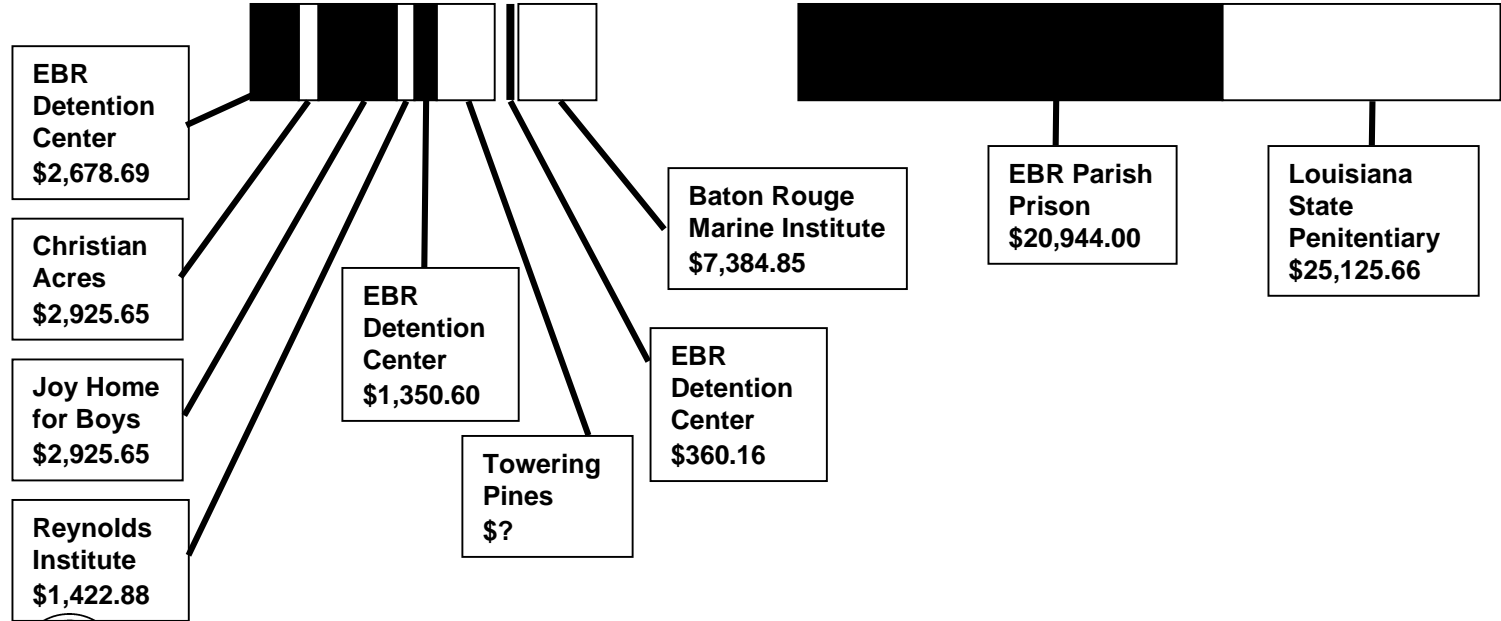 EBR
Detention
Center
$2,678.69
Christian
Acres
$2,925.65
Joy Home
for Boys
$2,925.65
Reynolds
Institute
$1,422.88
EBR
Detention
Center
$1,350.60
Towering
Pines
$?
EBR
Detention
Center
$360.16
Baton Rouge
Marine Institute
$7,384.85
EBR Parish
Prison
$20,944.00
Louisiana
State
Penitentiary
$25,125.66